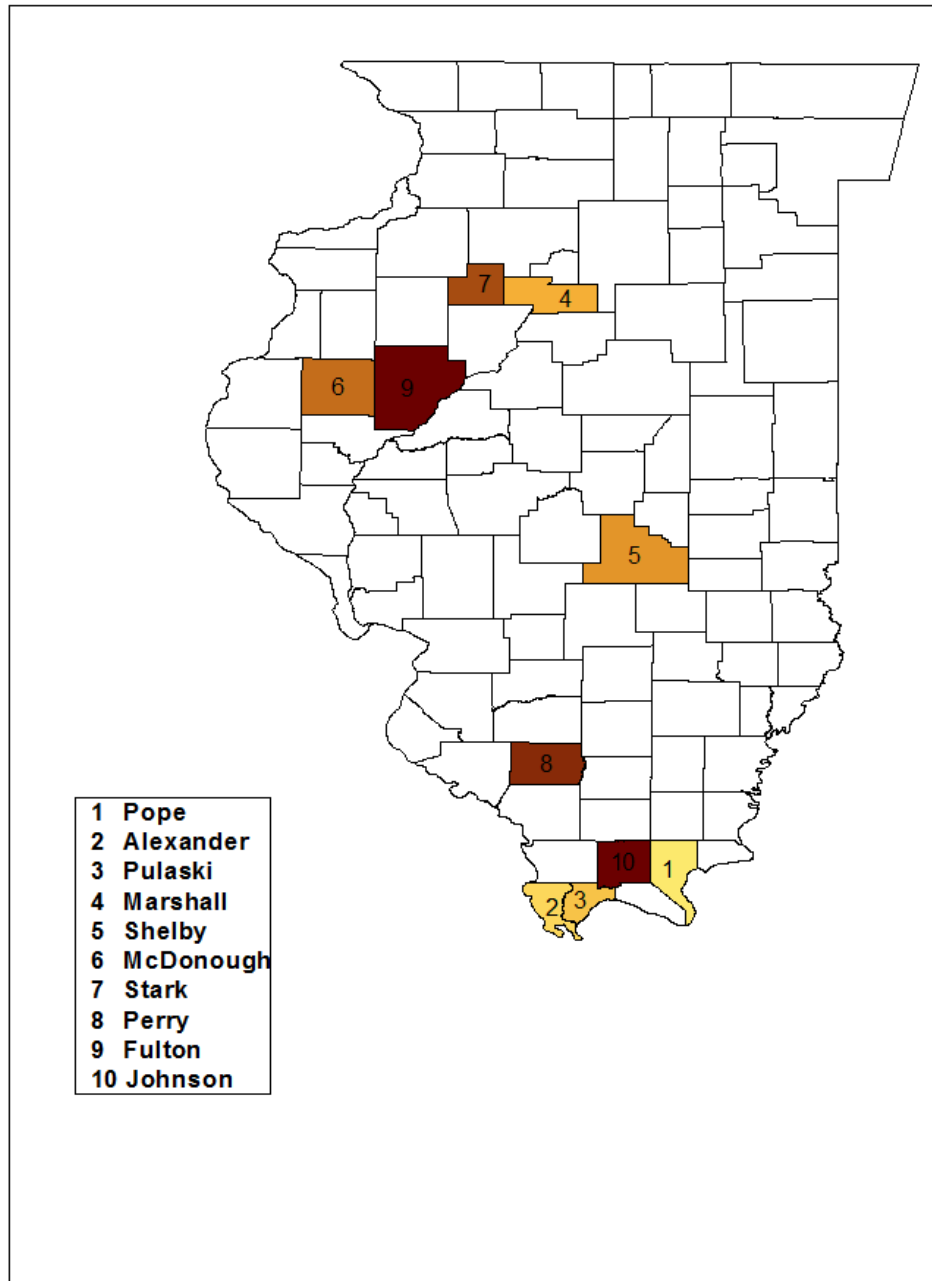 7
4
6
9
5
8
10
1
2
3
1 Pope
2 Alexander
3 Pulaski
4 Marshall
5 Shelby
6 McDonough
7 Stark
8 Perry
9 Fulton
10 Johnson